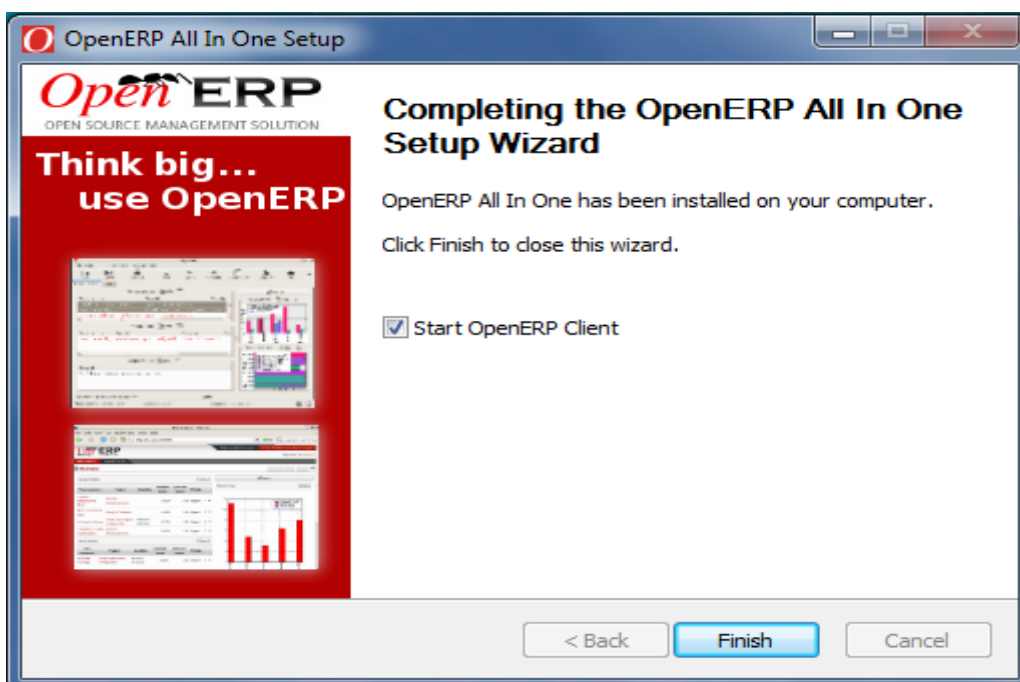 OpenERP All In One Setup
Open ERP
OPEN SOURCE MANAGEMENT SOLUTION
Think big...
use OpenERP
Completing the OpenERP All In One
Setup Wizard
OpenERP All In One has been installed on your computer.
Click Finish to close this wizard.
Start OpenERP Client
< Back
Finish
Cancel